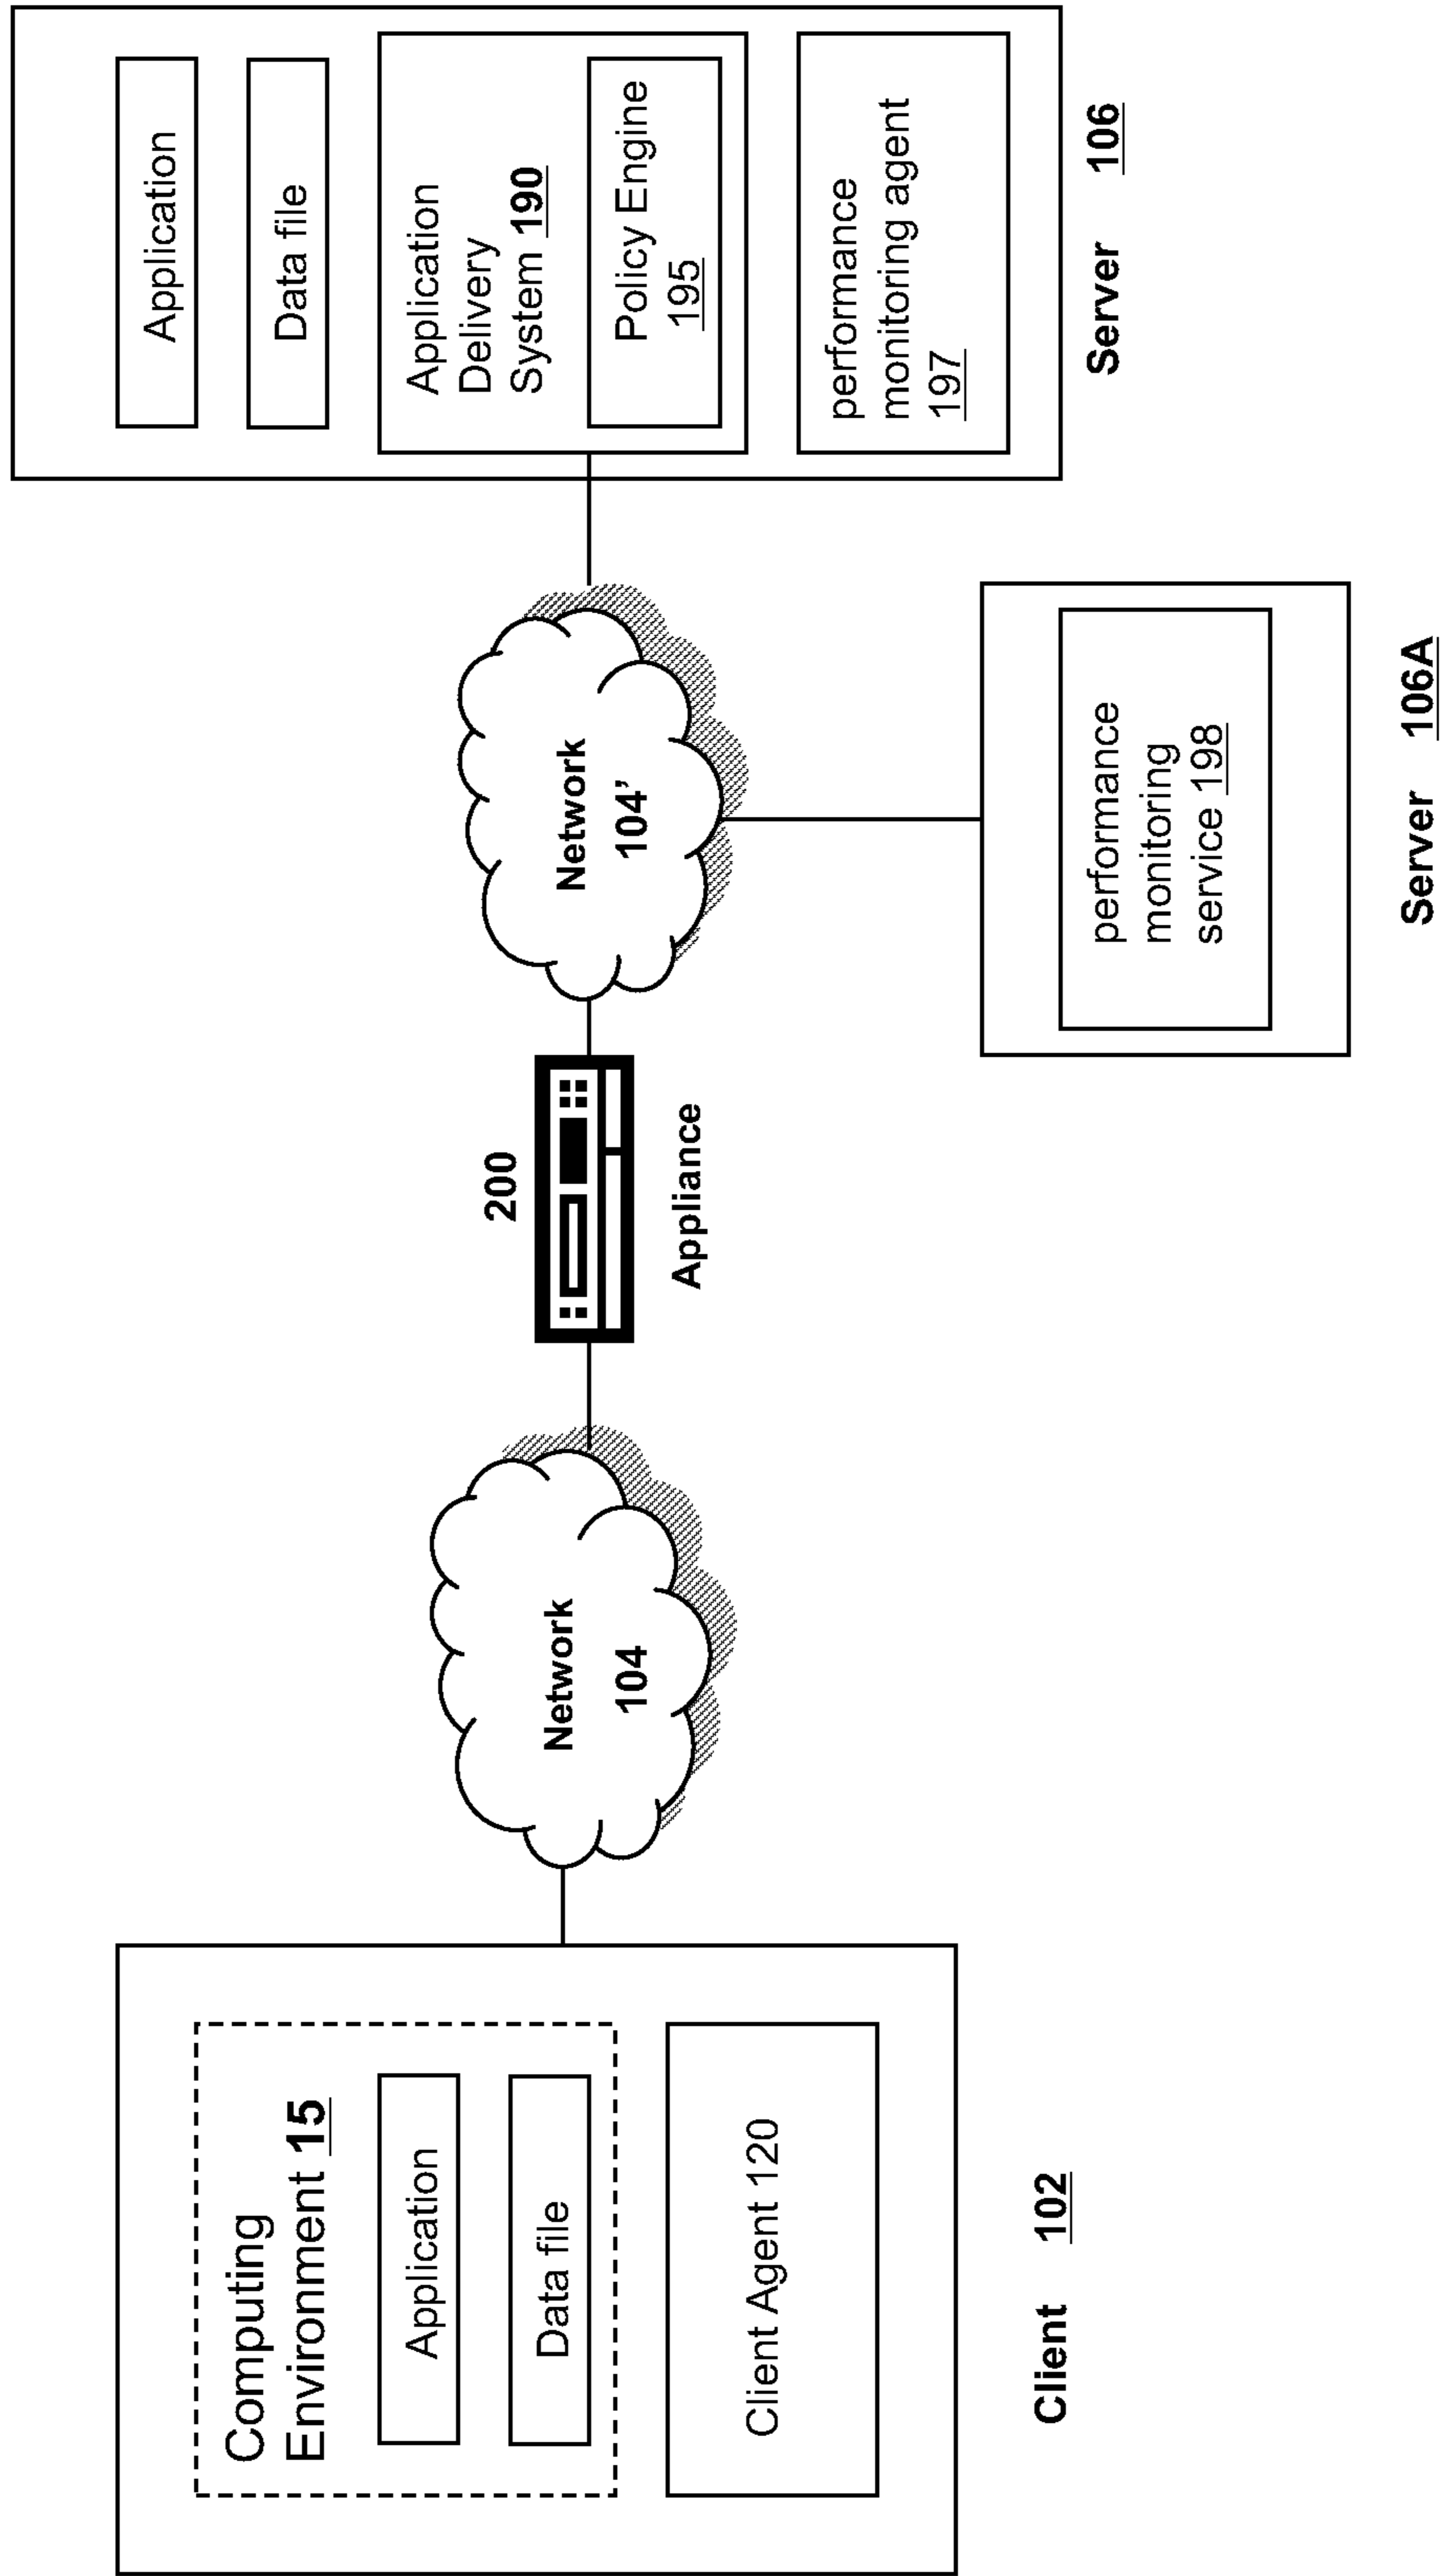 Computing
Environment 15
Application
Data file
Client Agent 120
Client 102
Network
104
200
Appliance
Network
104’
performance
monitoring
service 198
Server 106A
Application
Data file
Application
Delivery
System 190
Policy Engine
195
performance
monitoring agent
197
Server 106